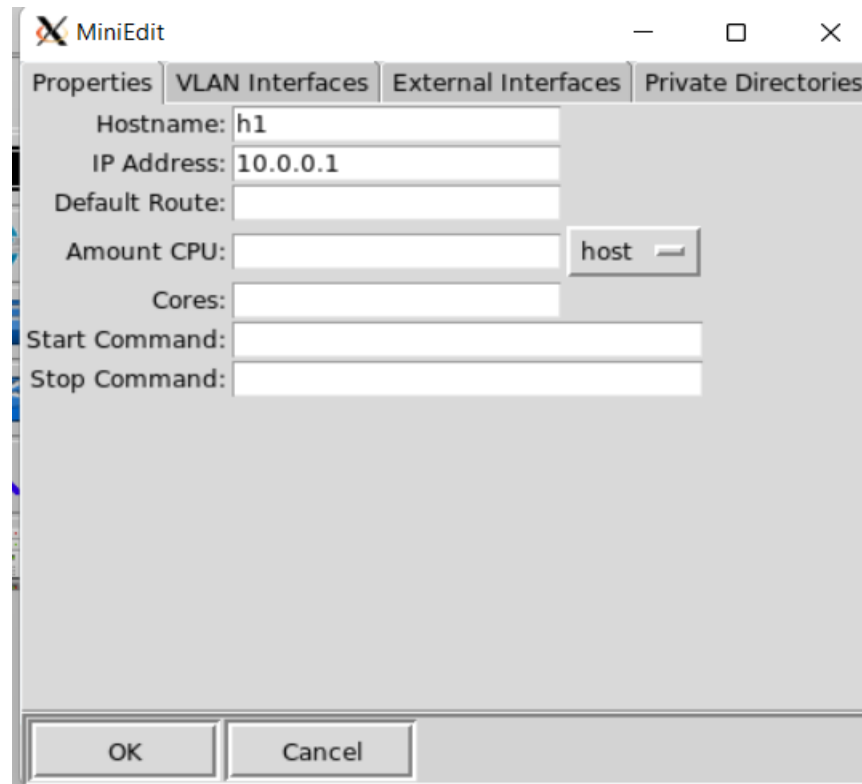 MiniEdit
Properties VLAN Interfaces External Interfaces Private Directories
Hostname: h1
IP Address: 10.0.0.1
Default Route:
Amount CPU: host
Cores:
Start Command:
Stop Command:
OK Cancel